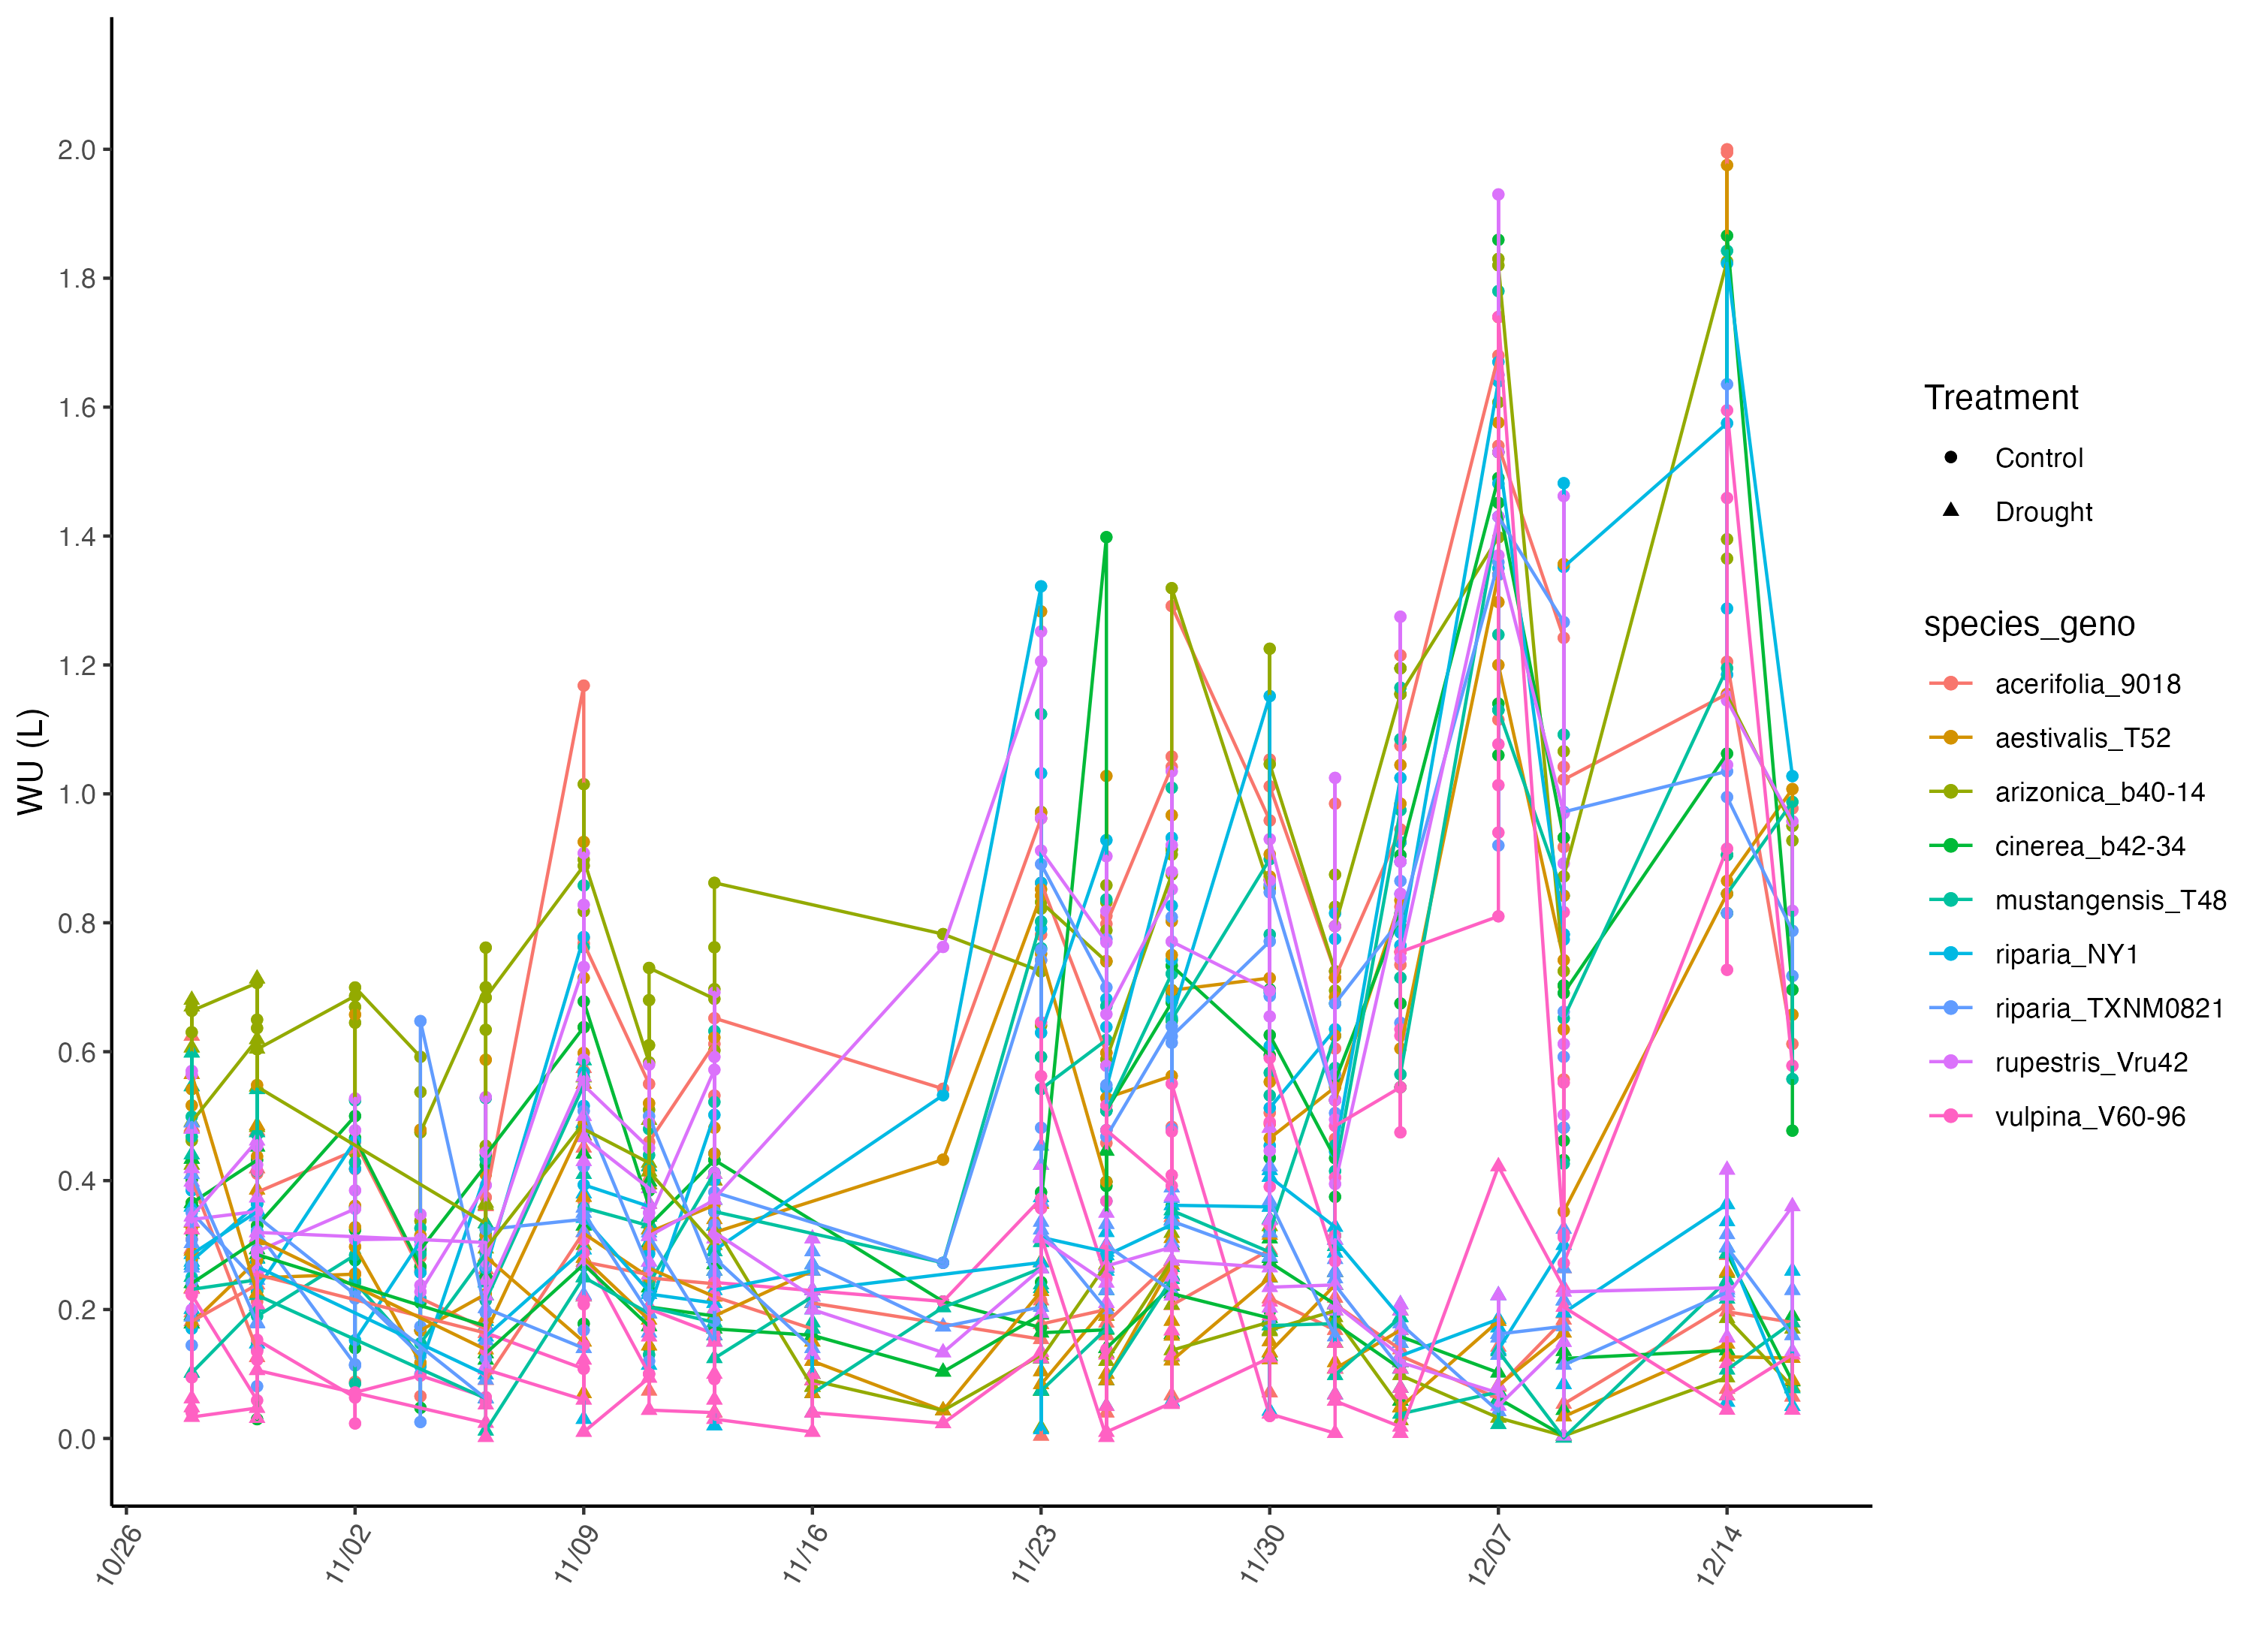 2.0
1.8
1.6
1.4
1.2
1.0
0.8
0.6
0.4
0.2
0.0
WU (L)
10/26
11/02
11/09
11/16
11/23
11/30
12/07
12/14
Treatment
Control
Drought
species_geno
acerifolia_9018
aestivalis_T52
arizonica_b40-14
cinerea_b42-34
mustangensis_T48
riparia_NY1
riparia_TXNM0821
rupestris_Vru42
vulpina_V60-96